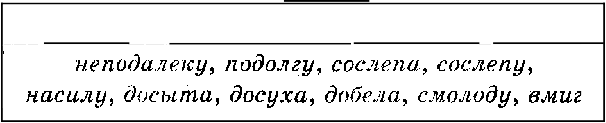 неподалеку, подолгу, сослепа, сослепу,
насилу, досыта, досуха, добела, смолоду, вмиг